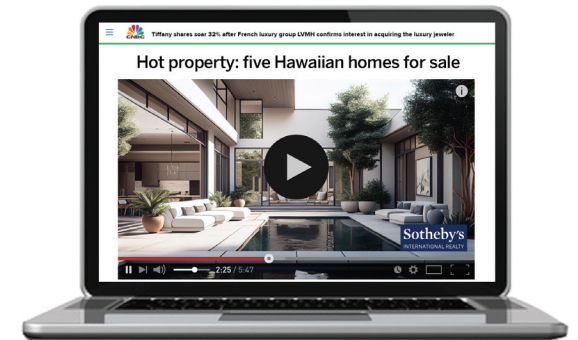 CNBC
Tiffany shares soar 32% after French luxury group LVMH confirms interest in acquiring the luxury jeweler
Hot property: five Hawaiian homes for sale
i
Sotheby's
INTERNATIONAL REALTY
2:25 / 5:47